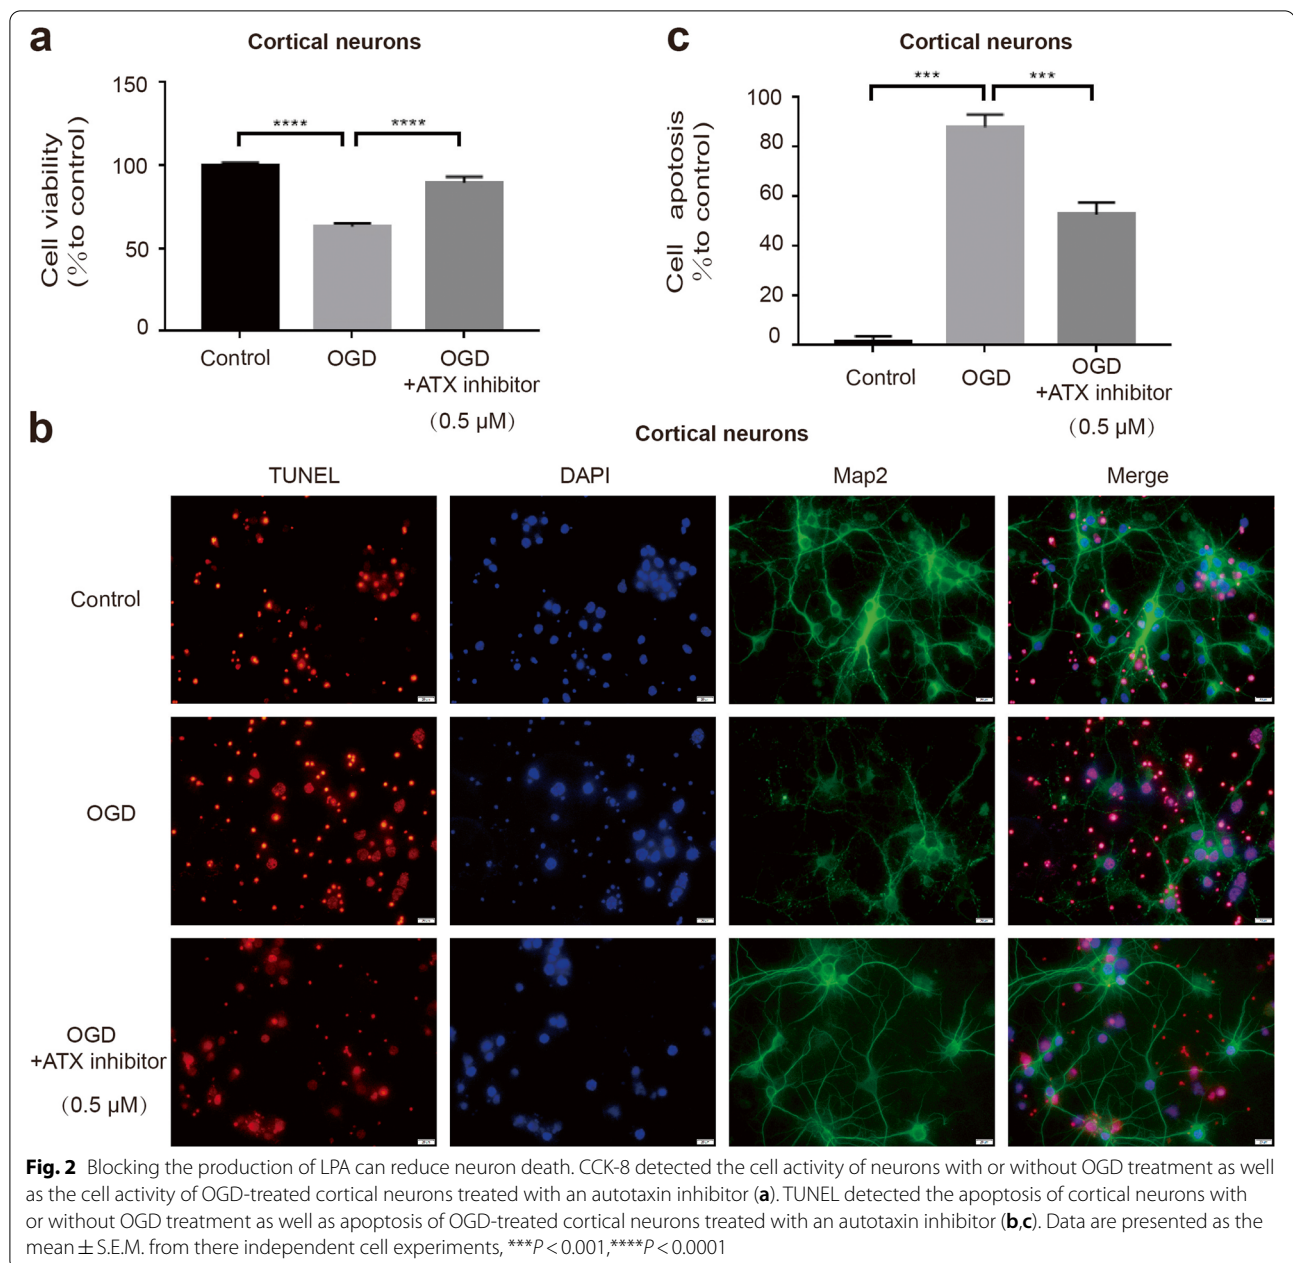 a
Cortical neurons
Cell viability
(%to control)
150
100
50
0
****
****
Control
OGD
OGD
+ATX inhibitor
(0.5 μM)
c
Cortical neurons
Cell apotosis
%to control)
100
80
60
40
20
0
***
***
Control
OGD
OGD
+ATX inhibitor
(0.5 μM)
b
Cortical neurons
TUNEL DAPI Map2 Merge
Control
OGD
OGD
+ATX inhibitor
(0.5 μM)
Fig. 2 Blocking the production of LPA can reduce neuron death. CCK-8 detected the cell activity of neurons with or without OGD treatment as well
as the cell activity of OGD-treated cortical neurons treated with an autotaxin inhibitor (a). TUNEL detected the apoptosis of cortical neurons with
or without OGD treatment as well as apoptosis of OGD-treated cortical neurons treated with an autotaxin inhibitor (b,c). Data are presented as the
mean ± S.E.M. from there independent cell experiments, ***P < 0.001,****P < 0.0001